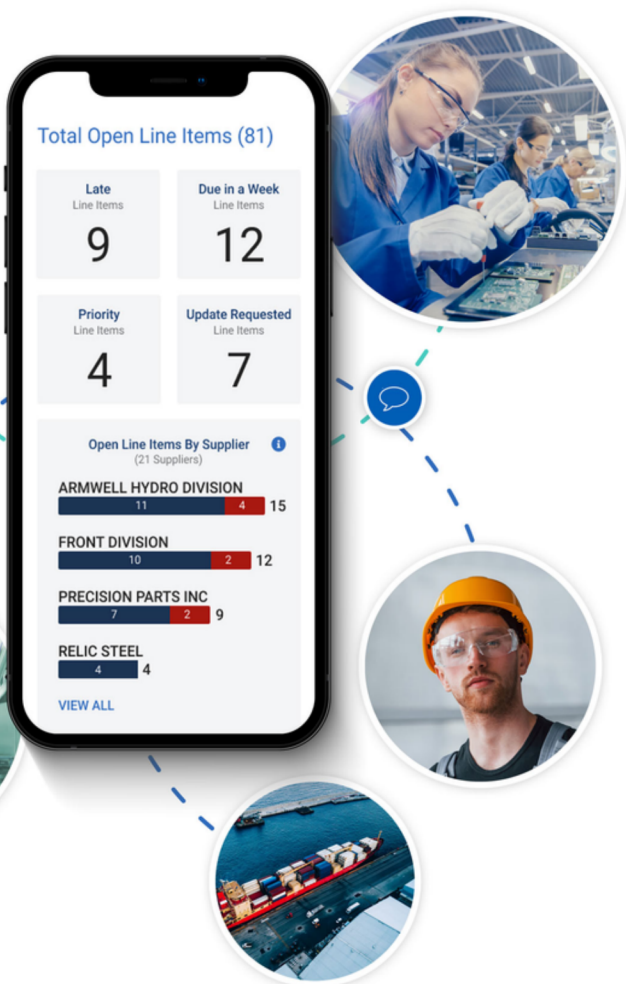 Total Open Line Items (81)
Late
Line Items
9
Due in a Week
Line Items
12
Priority
Line Items
4
Update Requested
Line Items
7
Open Line Items By Supplier
(21 Suppliers)
ARMWELL HYDRO DIVISION
11 4 15
FRONT DIVISION
10 2 12
PRECISION PARTS INC
7 2 9
RELIC STEEL
4 4
VIEW ALL